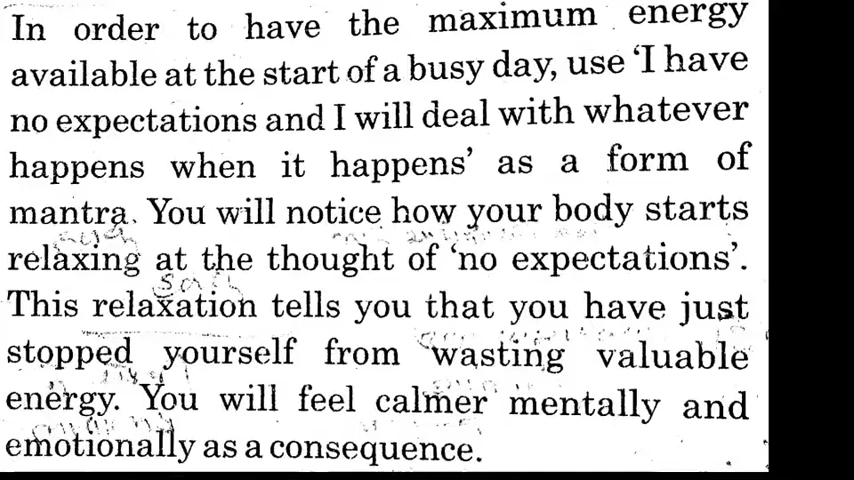 In order to have the maximum energy
available at the start of a busy day, use ‘I have
no expectations and I will deal with whatever
happens when it happens’ as a form of
mantra. You will notice how your body starts
relaxing at the thought of ‘no expectations’.
This relaxation tells you that you have just
stopped yourself from wasting valuable
energy. You will feel calmer mentally and
emotionally as a consequence.